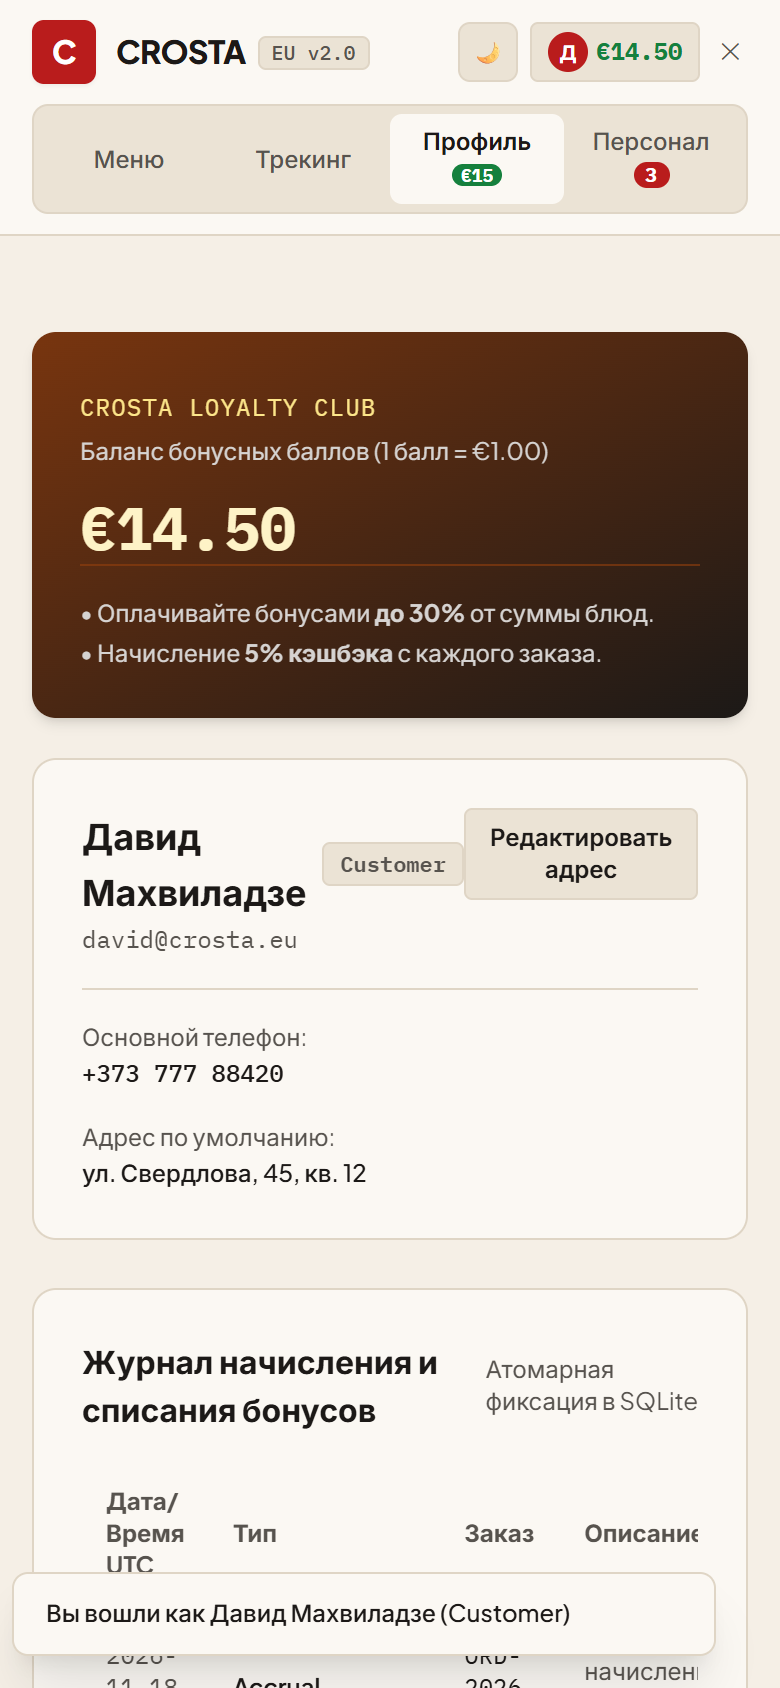 C CROSTA EU v2.0 Д €14.50
Меню Трекинг Профиль Персонал
€15 3
CROSTA LOYALTY CLUB
Баланс бонусных баллов (1 балл = €1.00)
€14.50
• Оплачивайте бонусами до 30% от суммы блюд.
• Начисление 5% кэшбэка с каждого заказа.
Давид
Махвиладзе
Customer
Редактировать
адрес
david@crosta.eu
Основной телефон:
+373 777 88420
Адрес по умолчанию:
ул. Свердлова, 45, кв. 12
Журнал начисления и
списания бонусов
Атомарная
фиксация в SQLite
Дата/
Время
UTC
Тип
Заказ
Описание
Вы вошли как Давид Махвиладзе (Customer)
2026-
Accrual
2026